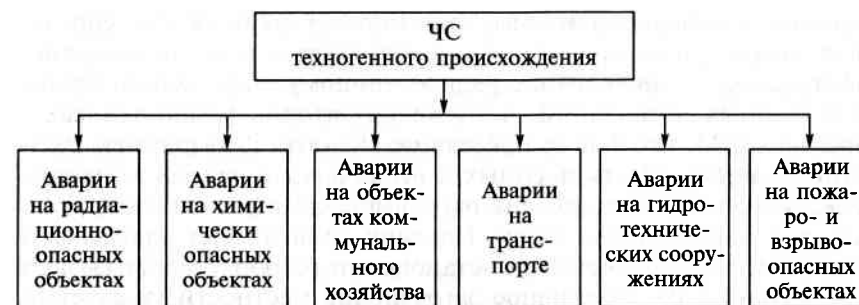 ЧС
техногенного происхождения
Аварии
на радиа-
ционно-
опасных
объектах
Аварии
на хими-
чески
опасных
объектах
Аварии
на объек-
тах ком-
муналь-
ного
хозяйства
Аварии
на
транс-
порте
Аварии
на гидро-
техниче-
ских соору-
жениях
Аварии
на пожа-
ро- и
взрыво-
опасных
объектах